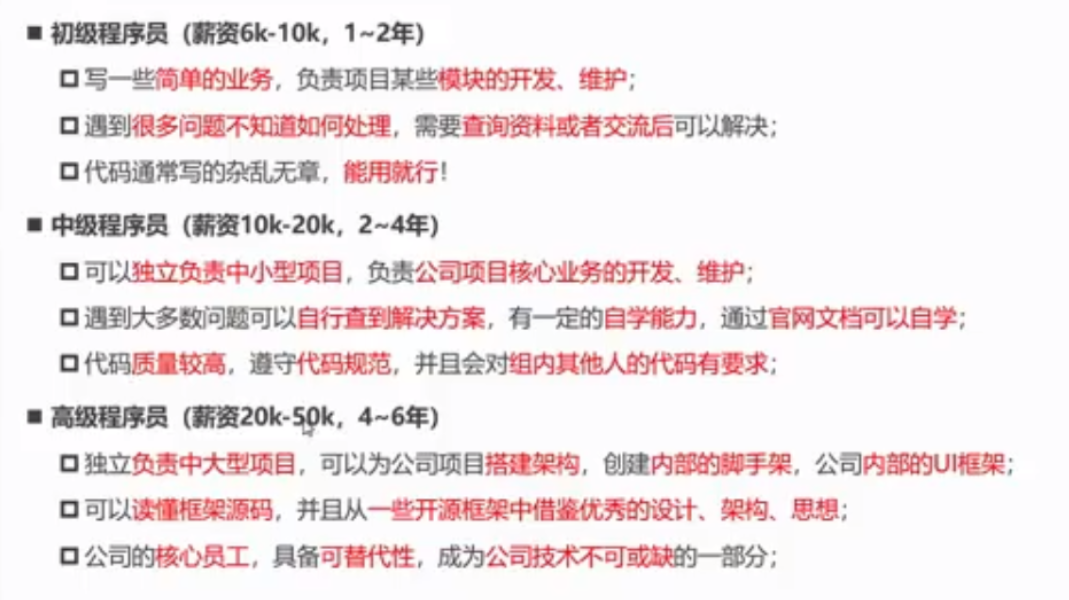 ■ 初级程序员（薪资6k-10k，1~2年）
写一些简单的业务，负责项目某些模块的开发、维护；
遇到很多问题不知道如何处理，需要查询资料或者交流后可以解决；
代码通常写的杂乱无章，能用就行！
■ 中级程序员（薪资10k-20k，2~4年）
可以独立负责中小型项目，负责公司项目核心业务的开发、维护；
遇到大多数问题可以自行查到解决方案，有一定的自学能力，通过官网文档可以自学；
代码质量较高，遵守代码规范，并且会对组内其他人的代码有要求；
■ 高级程序员（薪资20k-50k，4~6年）
独立负责中大型项目，可以为公司项目搭建架构，创建内部的脚手架，公司内部的UI框架；
可以读懂框架源码，并且从一些开源框架中借鉴优秀的设计、架构、思想；
公司的核心员工，具备可替代性，成为公司技术不可或缺的一部分；